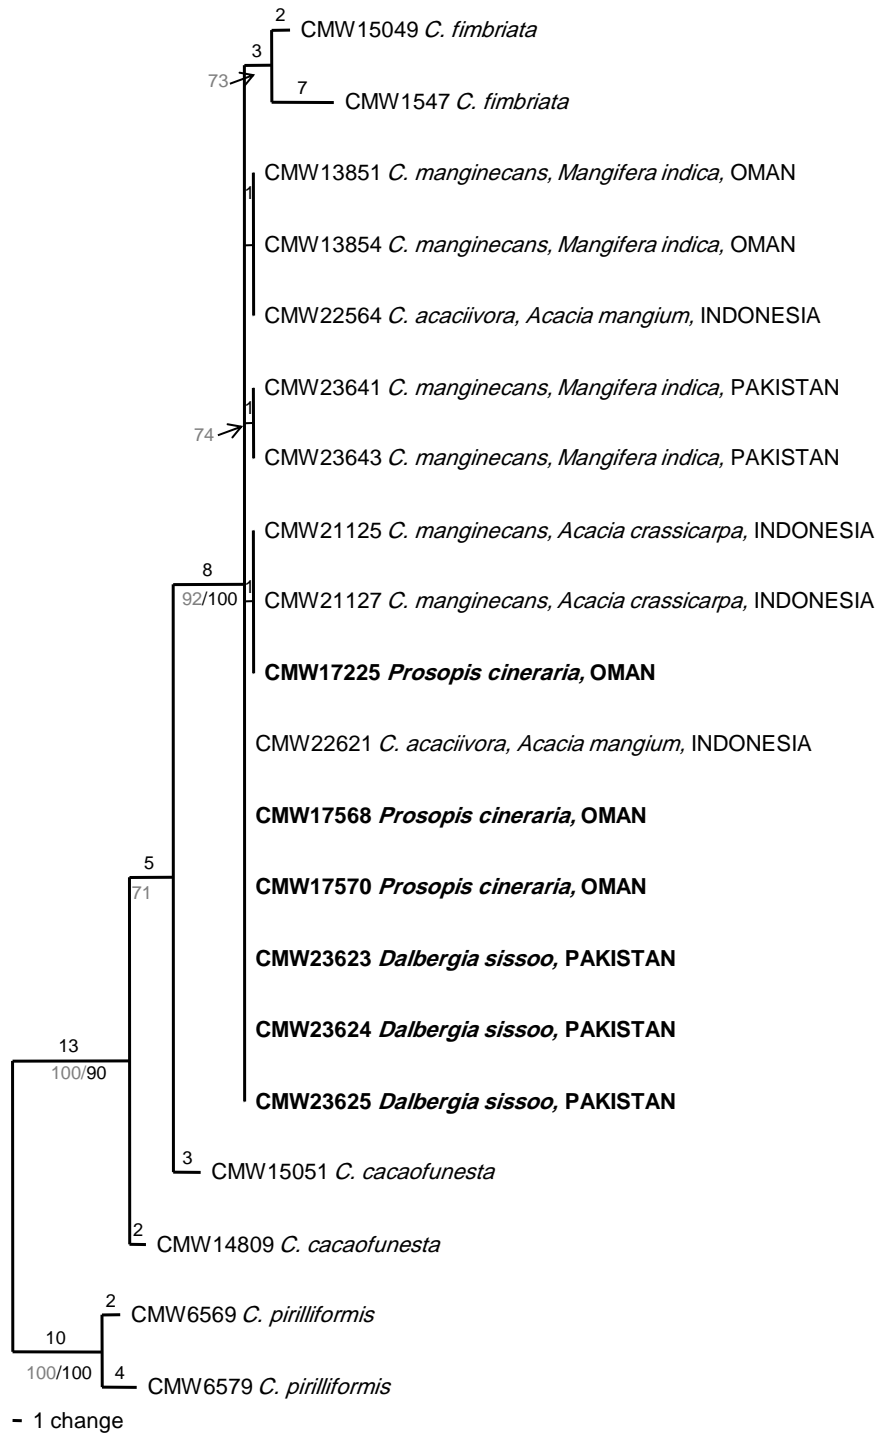 2
CMW15049 C. fimbriata
3
73
7
CMW1547 C. fimbriata
CMW13851 C. manginecans, Mangifera indica, OMAN
1
CMW13854 C. manginecans, Mangifera indica, OMAN
CMW22564 C. acaciivora, Acacia mangium, INDONESIA
CMW23641 C. manginecans, Mangifera indica, PAKISTAN
1
74
CMW23643 C. manginecans, Mangifera indica, PAKISTAN
CMW21125 C. manginecans, Acacia crassicarpa, INDONESIA
8
1
92/100
CMW21127 C. manginecans, Acacia crassicarpa, INDONESIA
CMW17225 Prosopis cineraria, OMAN
CMW22621 C. acaciivora, Acacia mangium, INDONESIA
CMW17568 Prosopis cineraria, OMAN
5
71
CMW17570 Prosopis cineraria, OMAN
CMW23623 Dalbergia sissoo, PAKISTAN
CMW23624 Dalbergia sissoo, PAKISTAN
13
100/90
CMW23625 Dalbergia sissoo, PAKISTAN
3
CMW15051 C. cacaofunesta
2
CMW14809 C. cacaofunesta
2
CMW6569 C. pirilliformis
10
100/100
4
CMW6579 C. pirilliformis
1 change